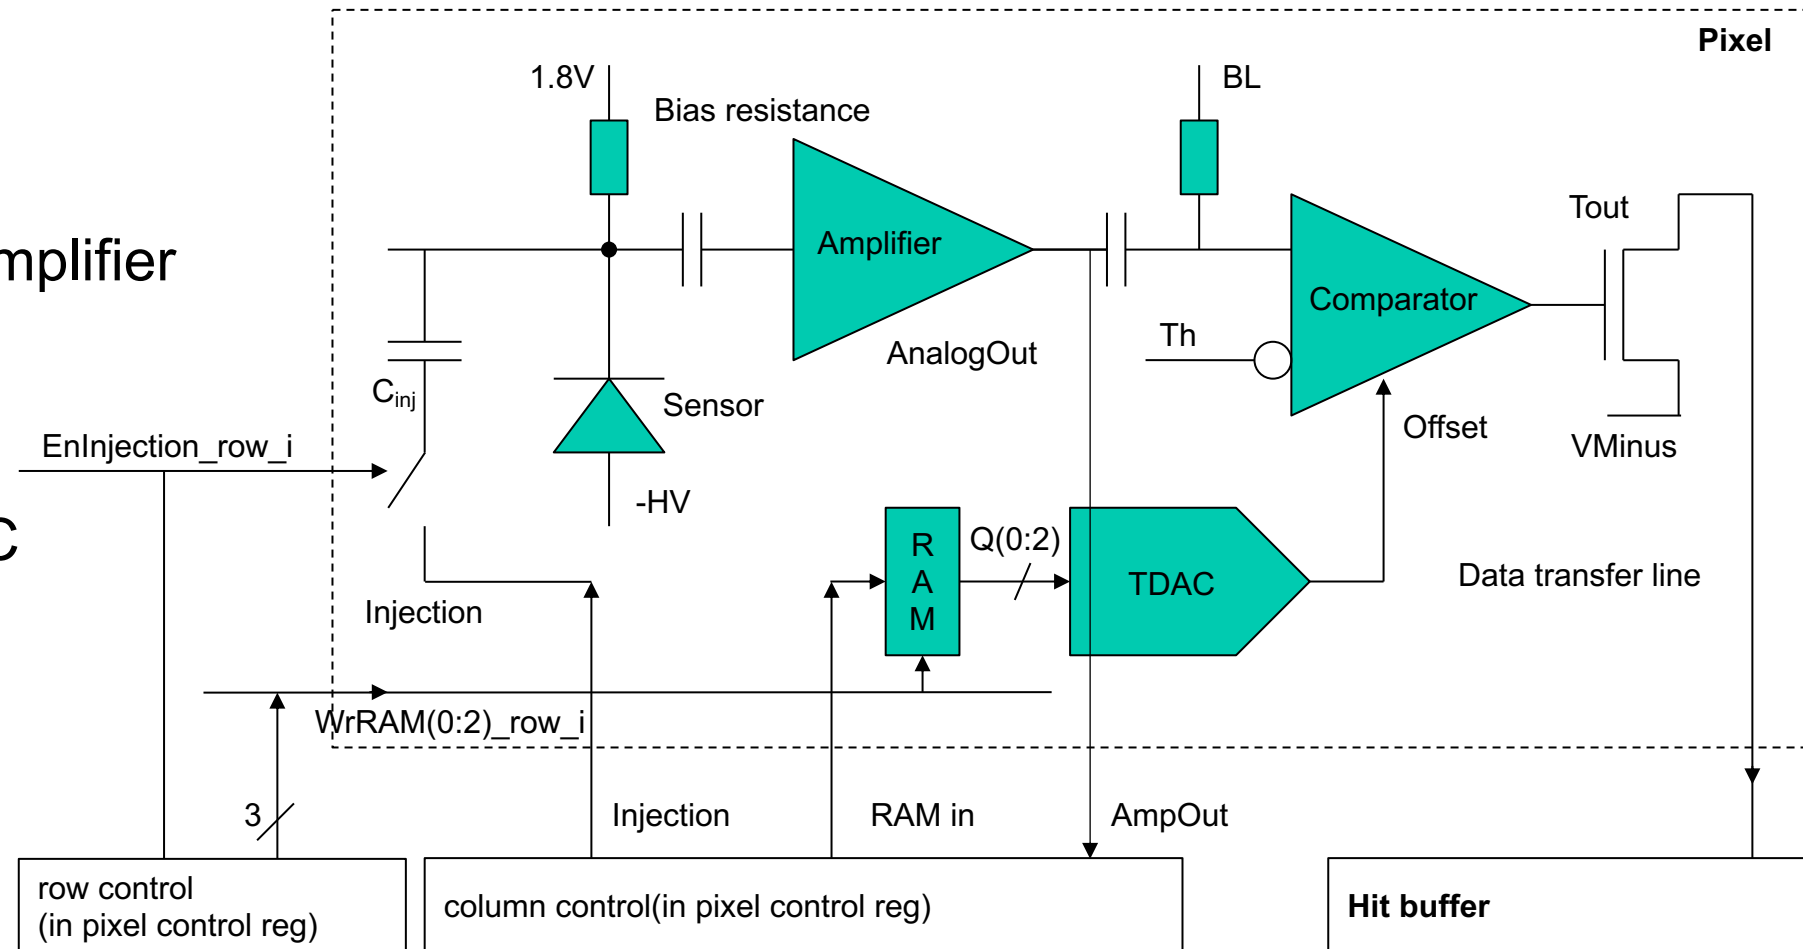 Pixel
1.8V
BL
Bias resistance
Tout
mplifier
Amplifier
Comparator
Th
AnalogOut
Cinj
Sensor
Offset
EnInjection_row_i
VMinus
-HV
C
R
A
M
Q(0:2)
TDAC
Data transfer line
Injection
WrRAM(0:2)_row_i
3
Injection
RAM in
AmpOut
row control
(in pixel control reg)
column control(in pixel control reg)
Hit buffer